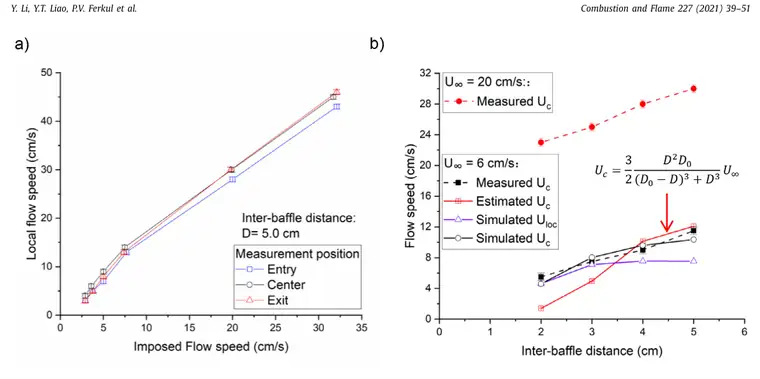 Y. Li, Y.T. Liao, P.V. Ferkul et al.
Combustion and Flame 227 (2021) 39–51
a)
50
40
30
20
10
0
Local flow speed (cm/s)
Inter-baffle distance:
D= 5.0 cm
Measurement position
Entry
Center
Exit
0 5 10 15 20 25 30 35
Imposed Flow speed (cm/s)
b)
32
28
24
20
16
12
8
4
0
Flow speed (cm/s)
U∞ = 20 cm/s::
Measured Uc
U∞ = 6 cm/s:
Measured Uc
Estimated Uc
Simulated Uloc
Simulated Uc
Uc = 3/2 D²D₀/((D₀ − D)³ + D³) U∞
0 1 2 3 4 5 6
Inter-baffle distance (cm)